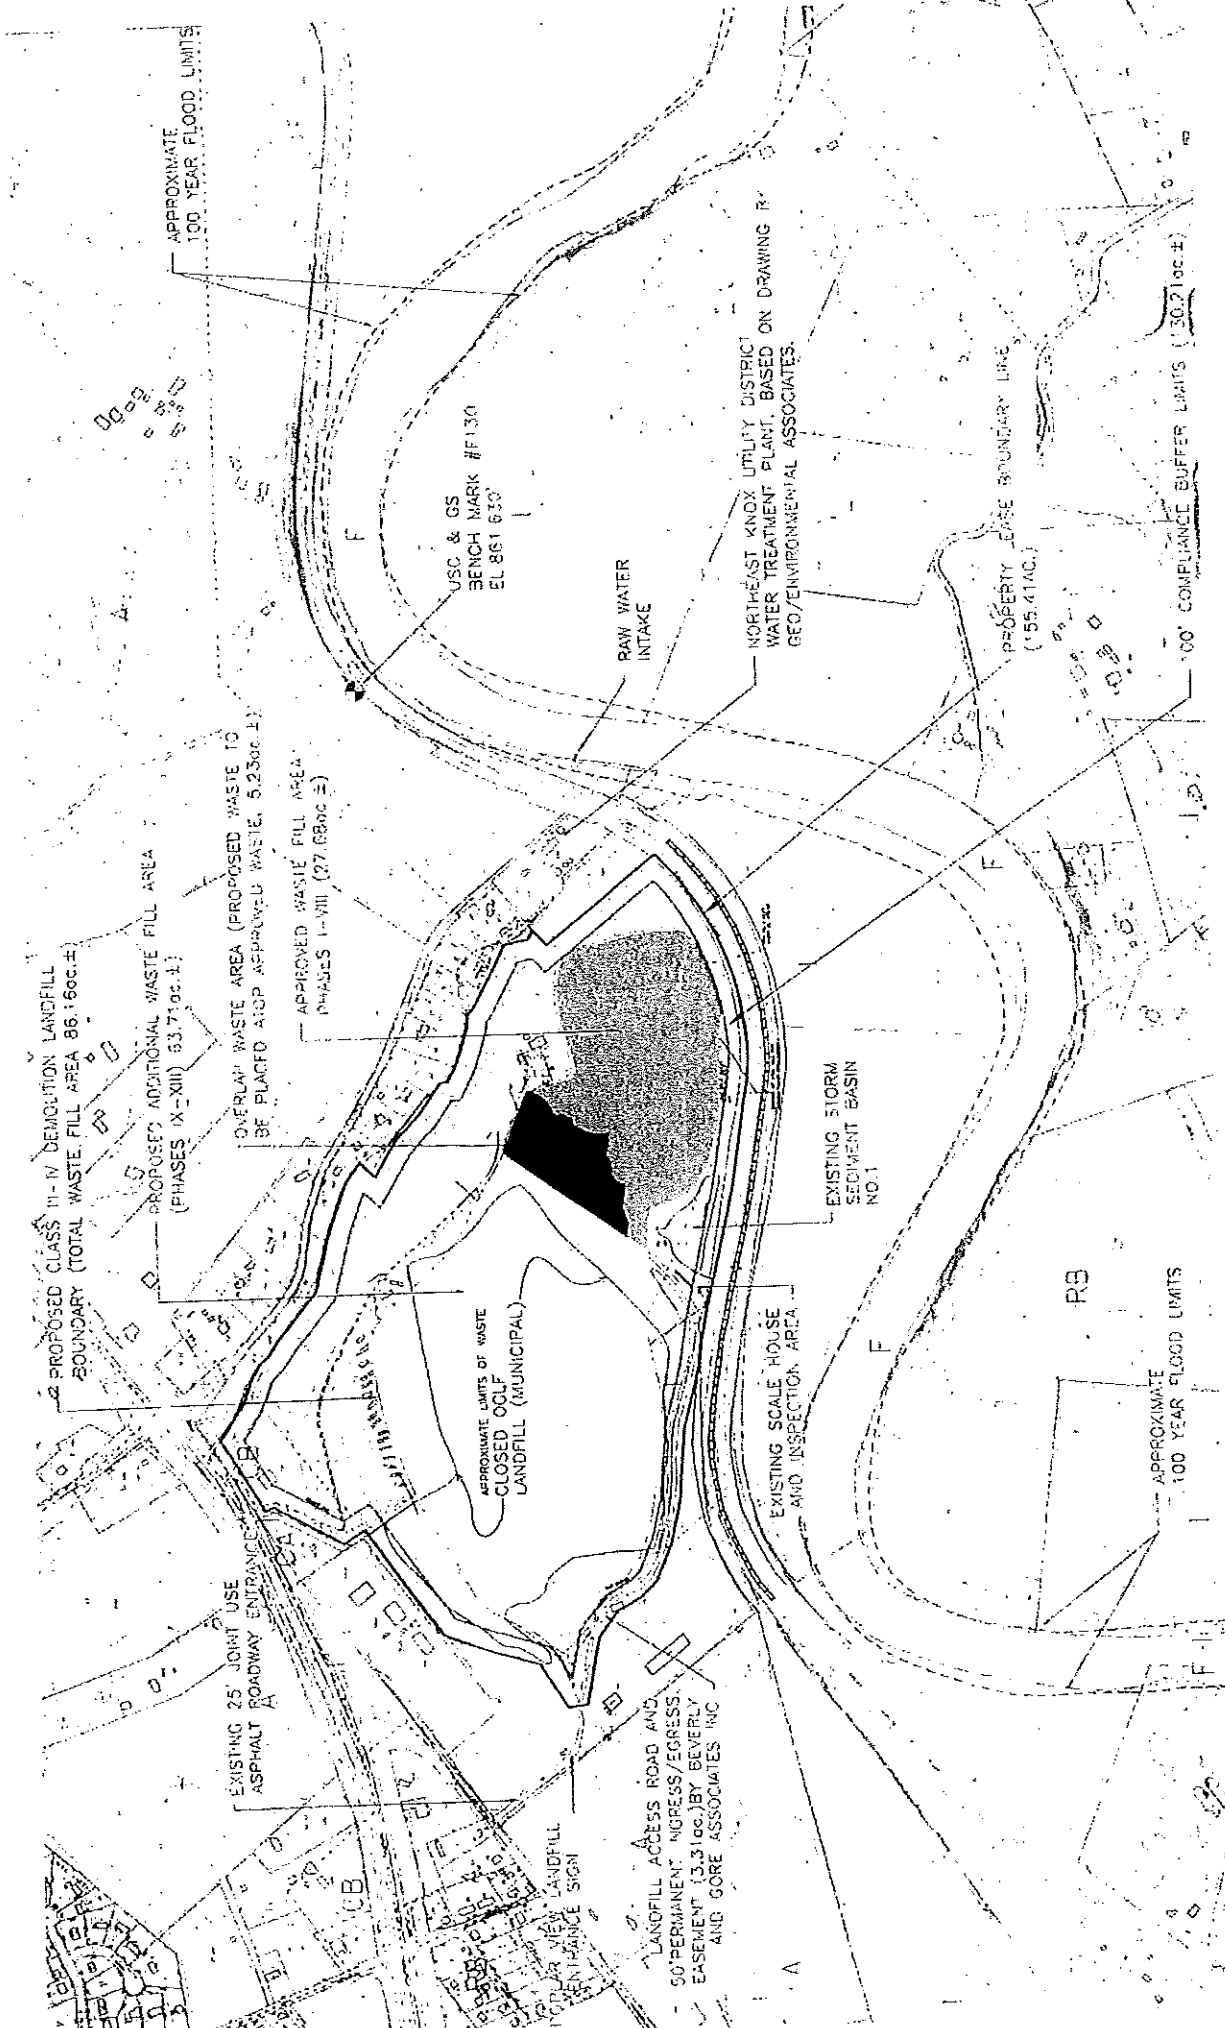 APPROXIMATE
100 YEAR FLOOD LIMITS
PROPOSED CLASS III-IV DEMOLITION LANDFILL
BOUNDARY (TOTAL WASTE FILL AREA 86.16ac.±)
PROPOSED ADDITIONAL WASTE FILL AREA
(PHASES IX-XIII) 63.71ac.±)
OVERLAP WASTE AREA (PROPOSED WASTE TO
BE PLACED ATOP APPROVED WASTE, 5.23ac.±)
APPROVED WASTE FILL AREA
PHASES I-VIII (27.68ac.±)
USC & GS
BENCH MARK #F130
EL 861 630'
RAW WATER
INTAKE
NORTHEAST KNOX UTILITY DISTRICT
WATER TREATMENT PLANT, BASED ON DRAWING BY
GEO/ENVIRONMENTAL ASSOCIATES.
PROPERTY LEASE BOUNDARY LINE
(155.41AC.)
100' COMPLIANCE BUFFER LIMITS (130.21ac.±)
EXISTING 25' JOINT USE
ASPHALT ROADWAY ENTRANCE
APPROXIMATE LIMITS OF WASTE
CLOSED OCLF
LANDFILL (MUNICIPAL)
EXISTING STORM
SEDIMENT BASIN
NO.1
EXISTING SCALE HOUSE
AND INSPECTION AREA
VIEW LANDFILL
ENTRANCE SIGN
LANDFILL ACCESS ROAD AND
50' PERMANENT INGRESS/EGRESS
EASEMENT (3.31ac.) BY BEVERLY
AND GORE ASSOCIATES INC
APPROXIMATE
100 YEAR FLOOD LIMITS
F
F
F
F
RB
CB
CB
CA
A
A
A
RB